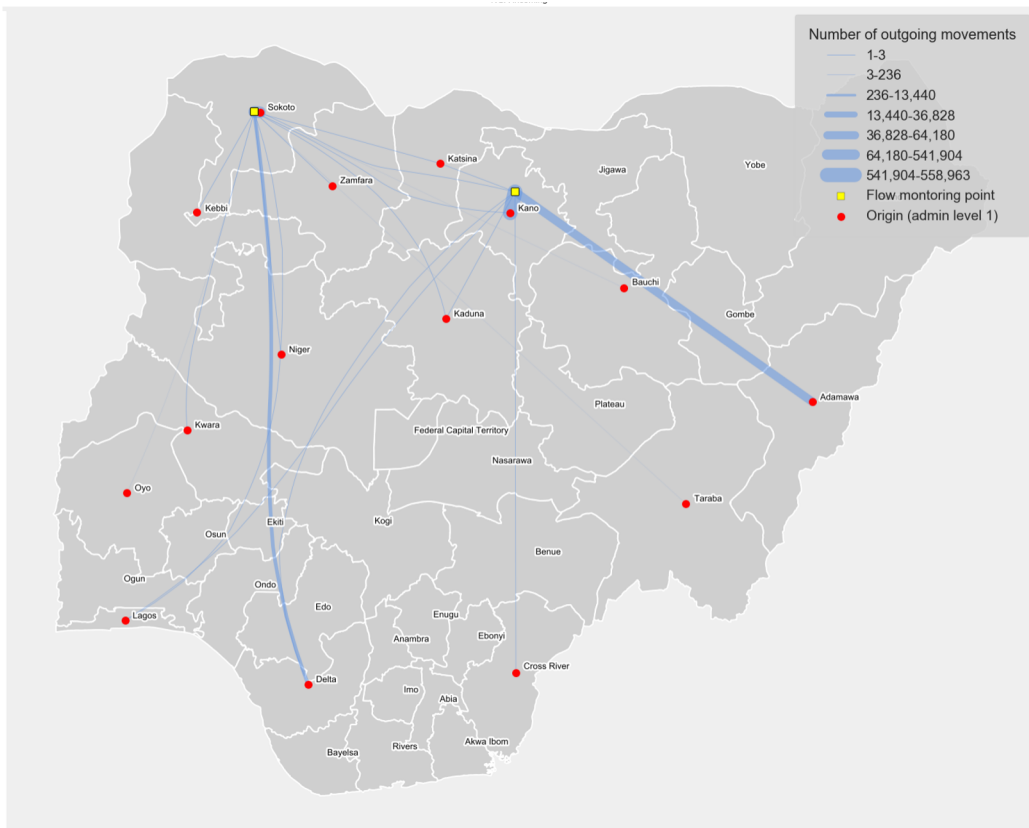 Number of outgoing movements
1-3
3-236
236-13,440
13,440-36,828
36,828-64,180
64,180-541,904
541,904-558,963
Flow montoring point
Origin (admin level 1)
Sokoto
Katsina
Yobe
Jigawa
Zamfara
Kebbi
Kano
Bauchi
Kaduna
Gombe
Niger
Adamawa
Plateau
Kwara
Federal Capital Territory
Nasarawa
Oyo
Taraba
Kogi
Ekiti
Osun
Benue
Ogun
Ondo
Edo
Lagos
Enugu
Ebonyi
Anambra
Cross River
Delta
Imo
Abia
Akwa Ibom
Rivers
Bayelsa